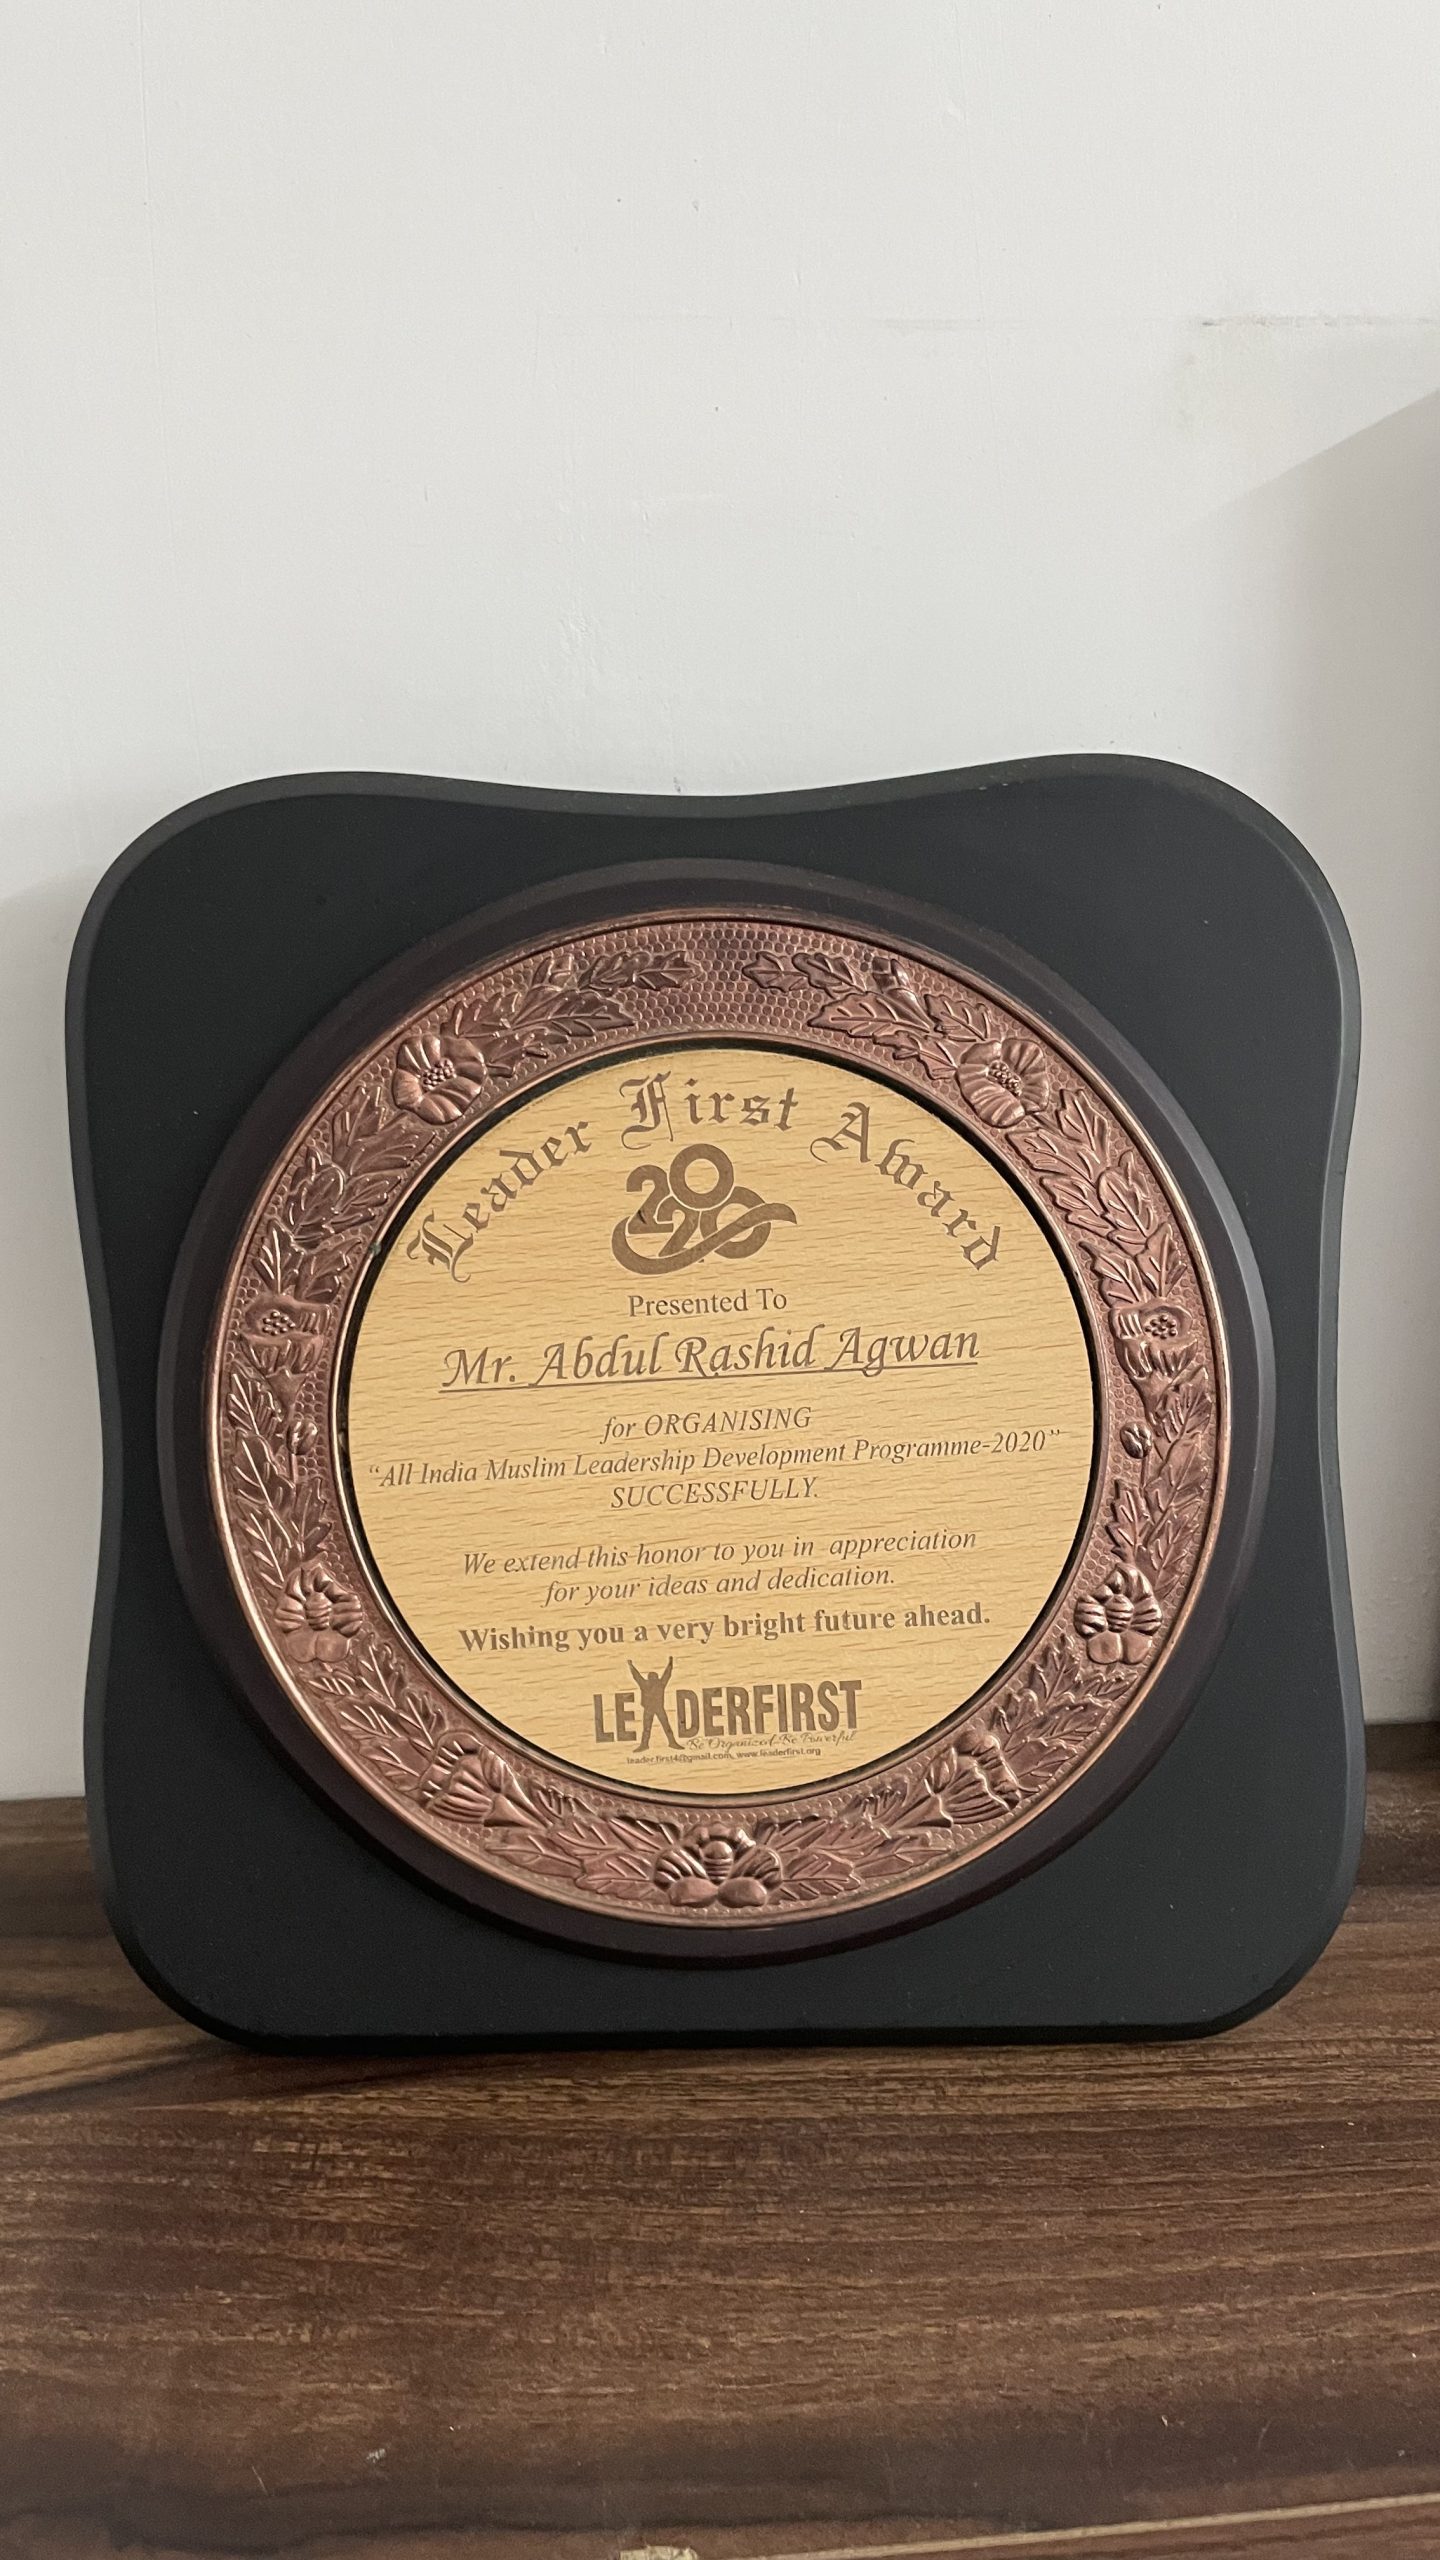 Leader First Award
2020
Presented To
Mr. Abdul Rashid Agwan
for ORGANISING
“All India Muslim Leadership Development Programme-2020”
SUCCESSFULLY.
We extend this honor to you in appreciation
for your ideas and dedication.
Wishing you a very bright future ahead.
LEADERFIRST
Be Organized Be Powerful
leader.first4@gmail.com, www.leaderfirst.org